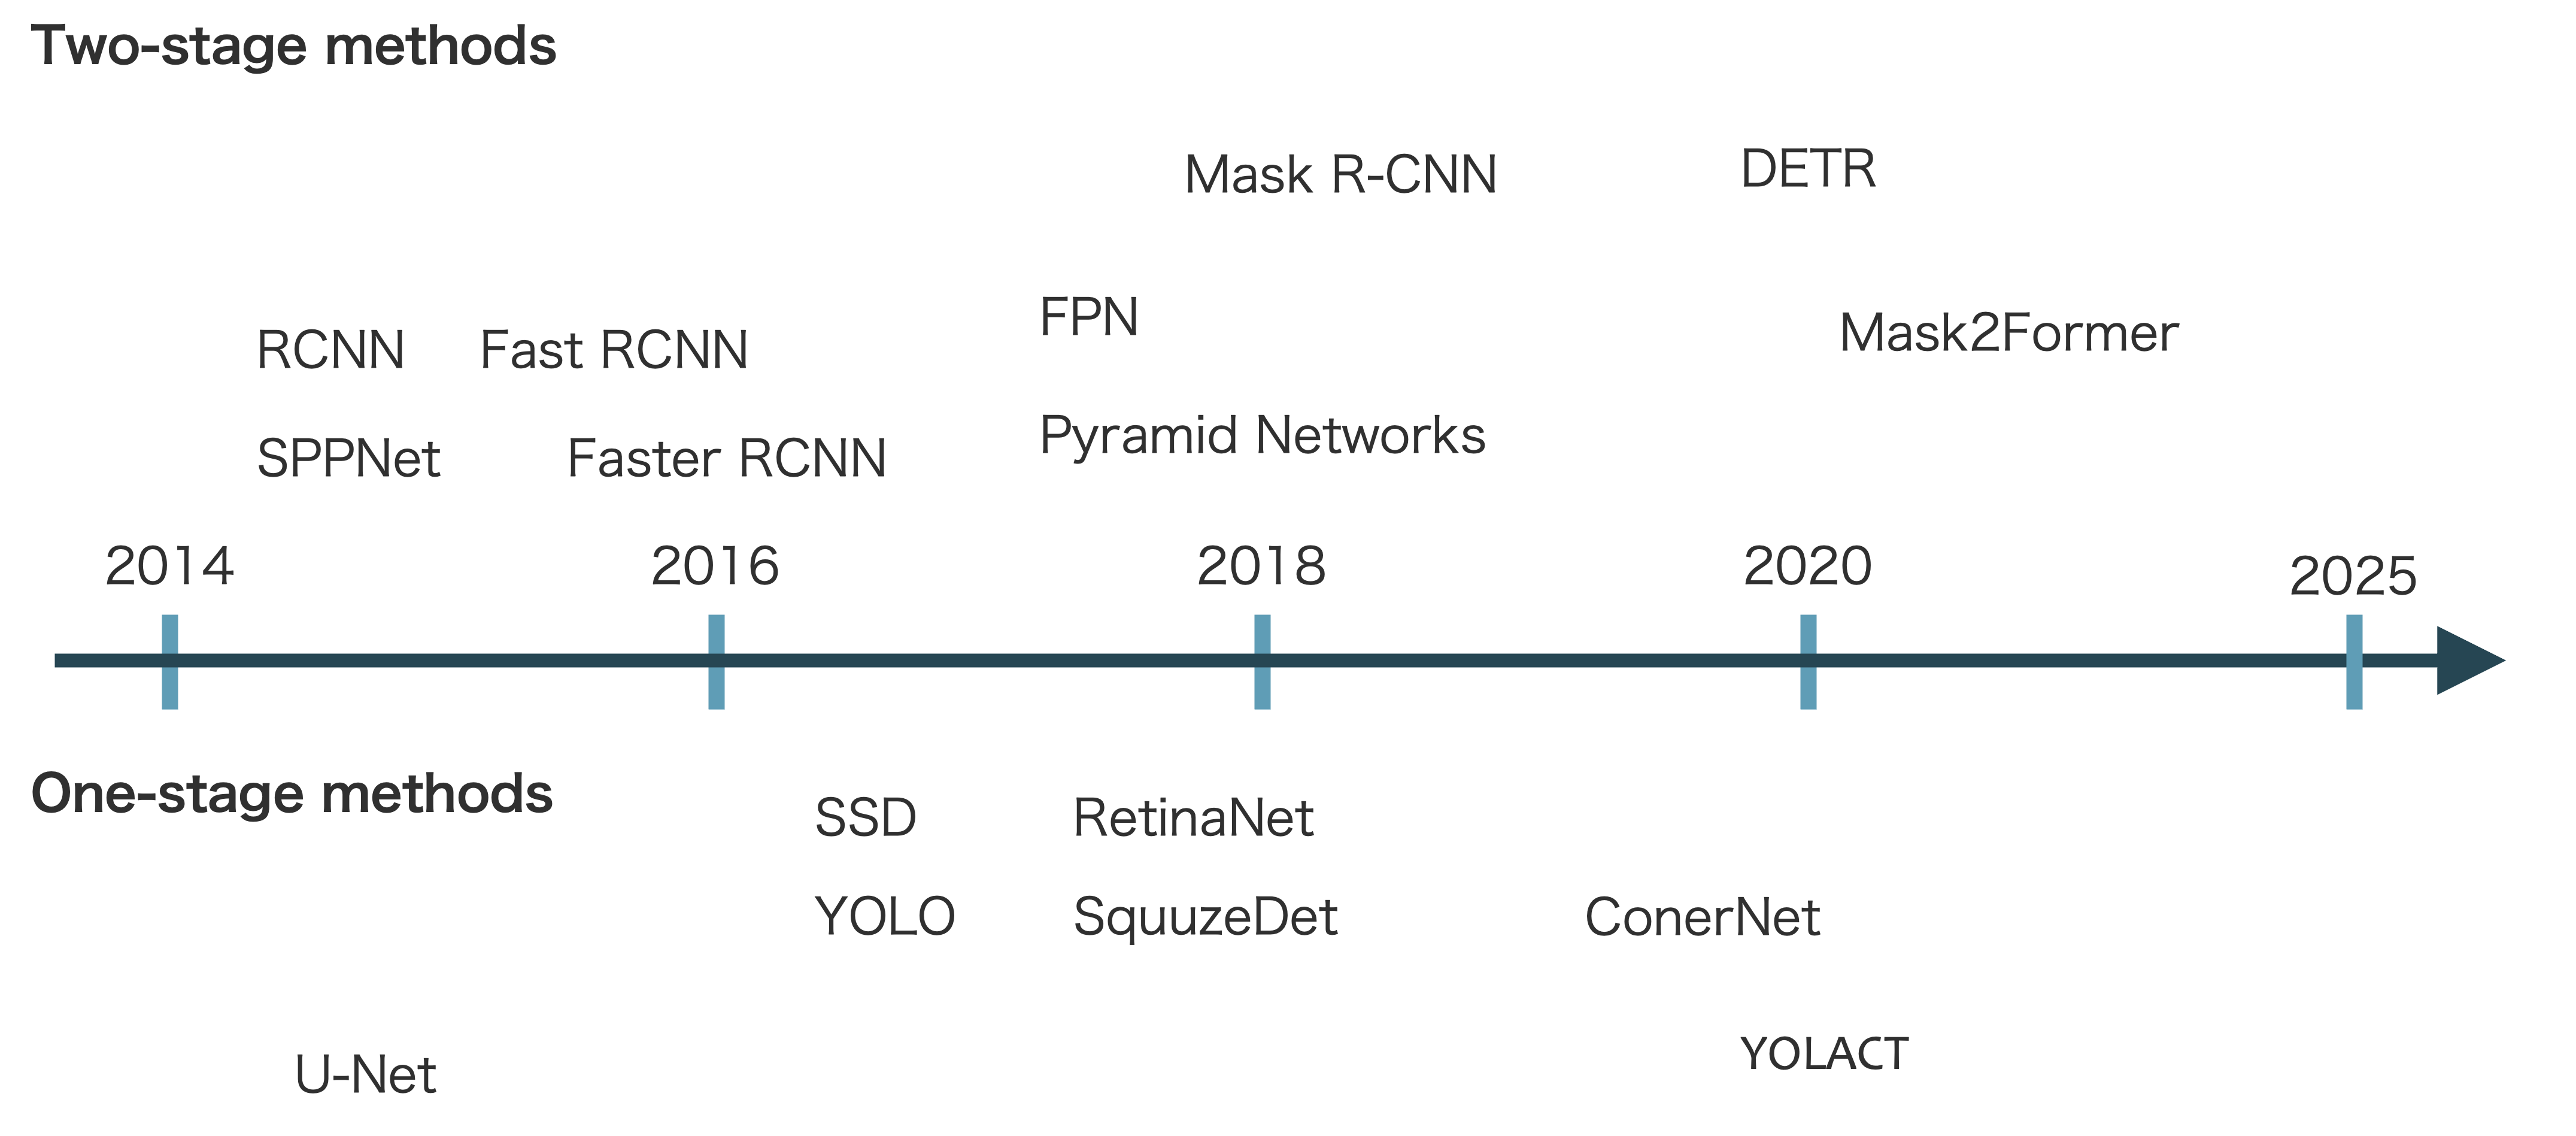 Two-stage methods
Mask R-CNN
DETR
FPN
Mask2Former
RCNN
Fast RCNN
Pyramid Networks
SPPNet
Faster RCNN
2014
2016
2018
2020
2025
One-stage methods
SSD
RetinaNet
YOLO
SquuzeDet
ConerNet
YOLACT
U-Net